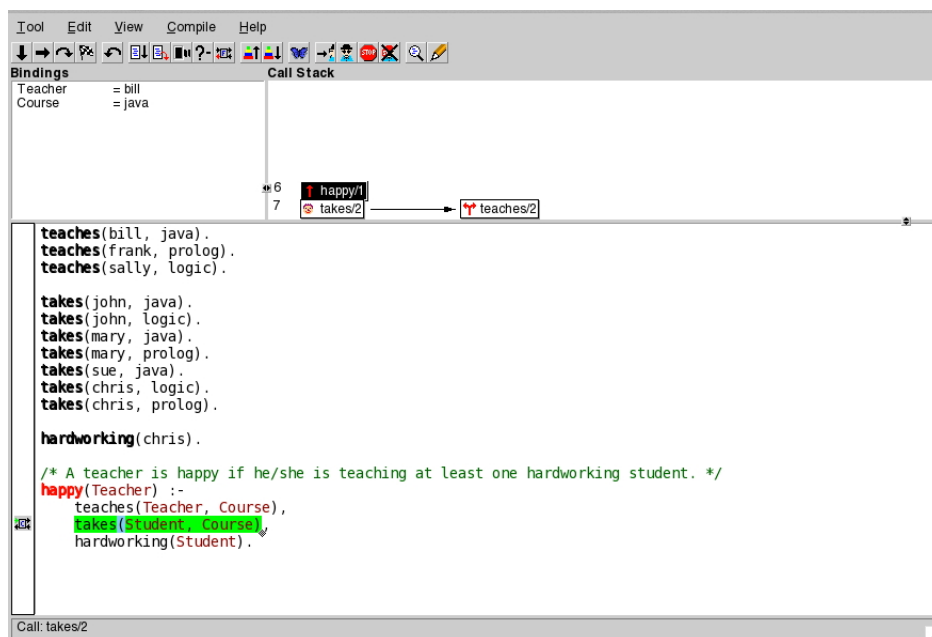 Tool Edit View Compile Help
Bindings Call Stack
Teacher = bill
Course = java
6 happy/1
7 takes/2 teaches/2
teaches(bill, java).
teaches(frank, prolog).
teaches(sally, logic).
takes(john, java).
takes(john, logic).
takes(mary, java).
takes(mary, prolog).
takes(sue, java).
takes(chris, logic).
takes(chris, prolog).
hardworking(chris).
/* A teacher is happy if he/she is teaching at least one hardworking student. */
happy(Teacher) :-
teaches(Teacher, Course),
takes(Student, Course),
hardworking(Student).
Call: takes/2